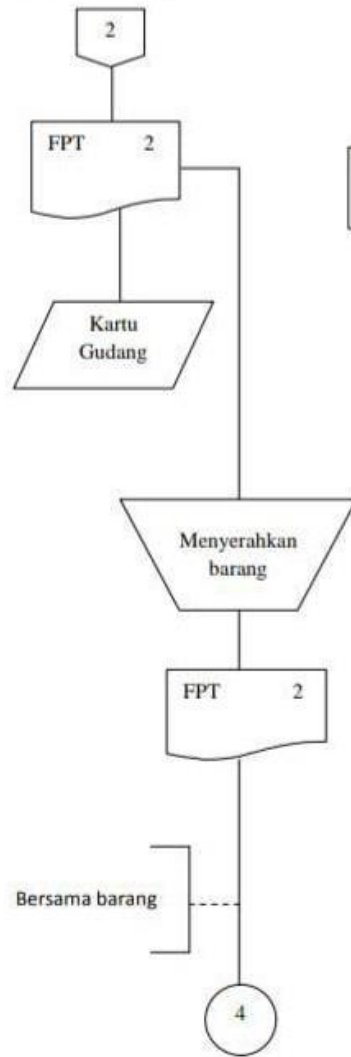 2
FPT 2
Kartu
Gudang
Menyerahkan
barang
FPT 2
Bersama barang
4